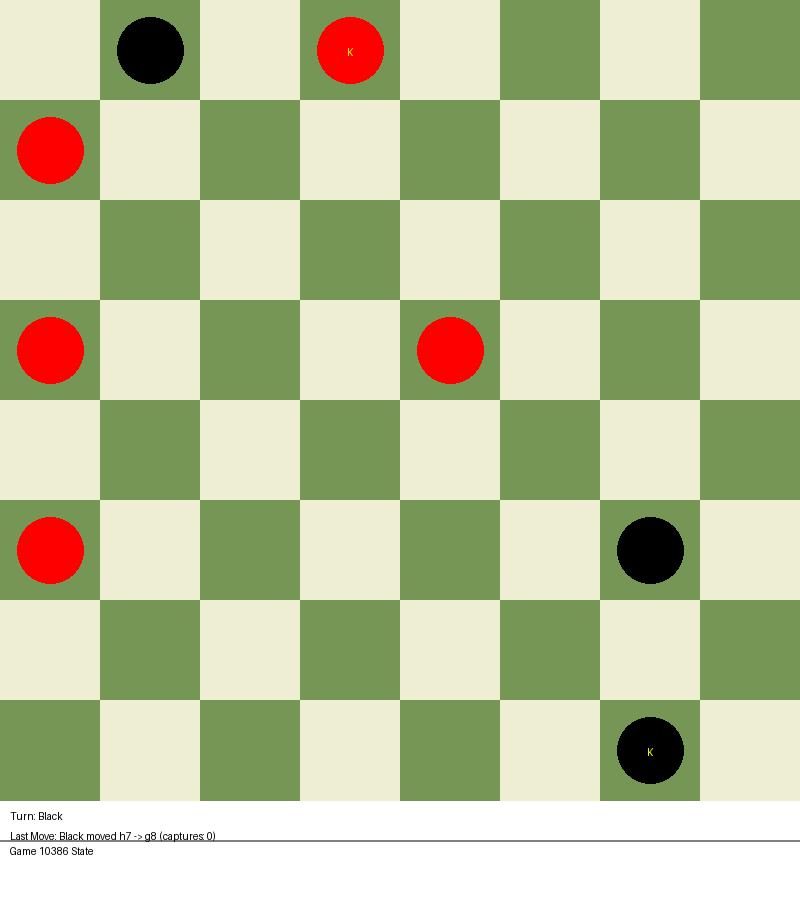 K
K
Turn: Black
Last Move: Black moved h7 -> g8 (captures: 0)
Game 10386 State